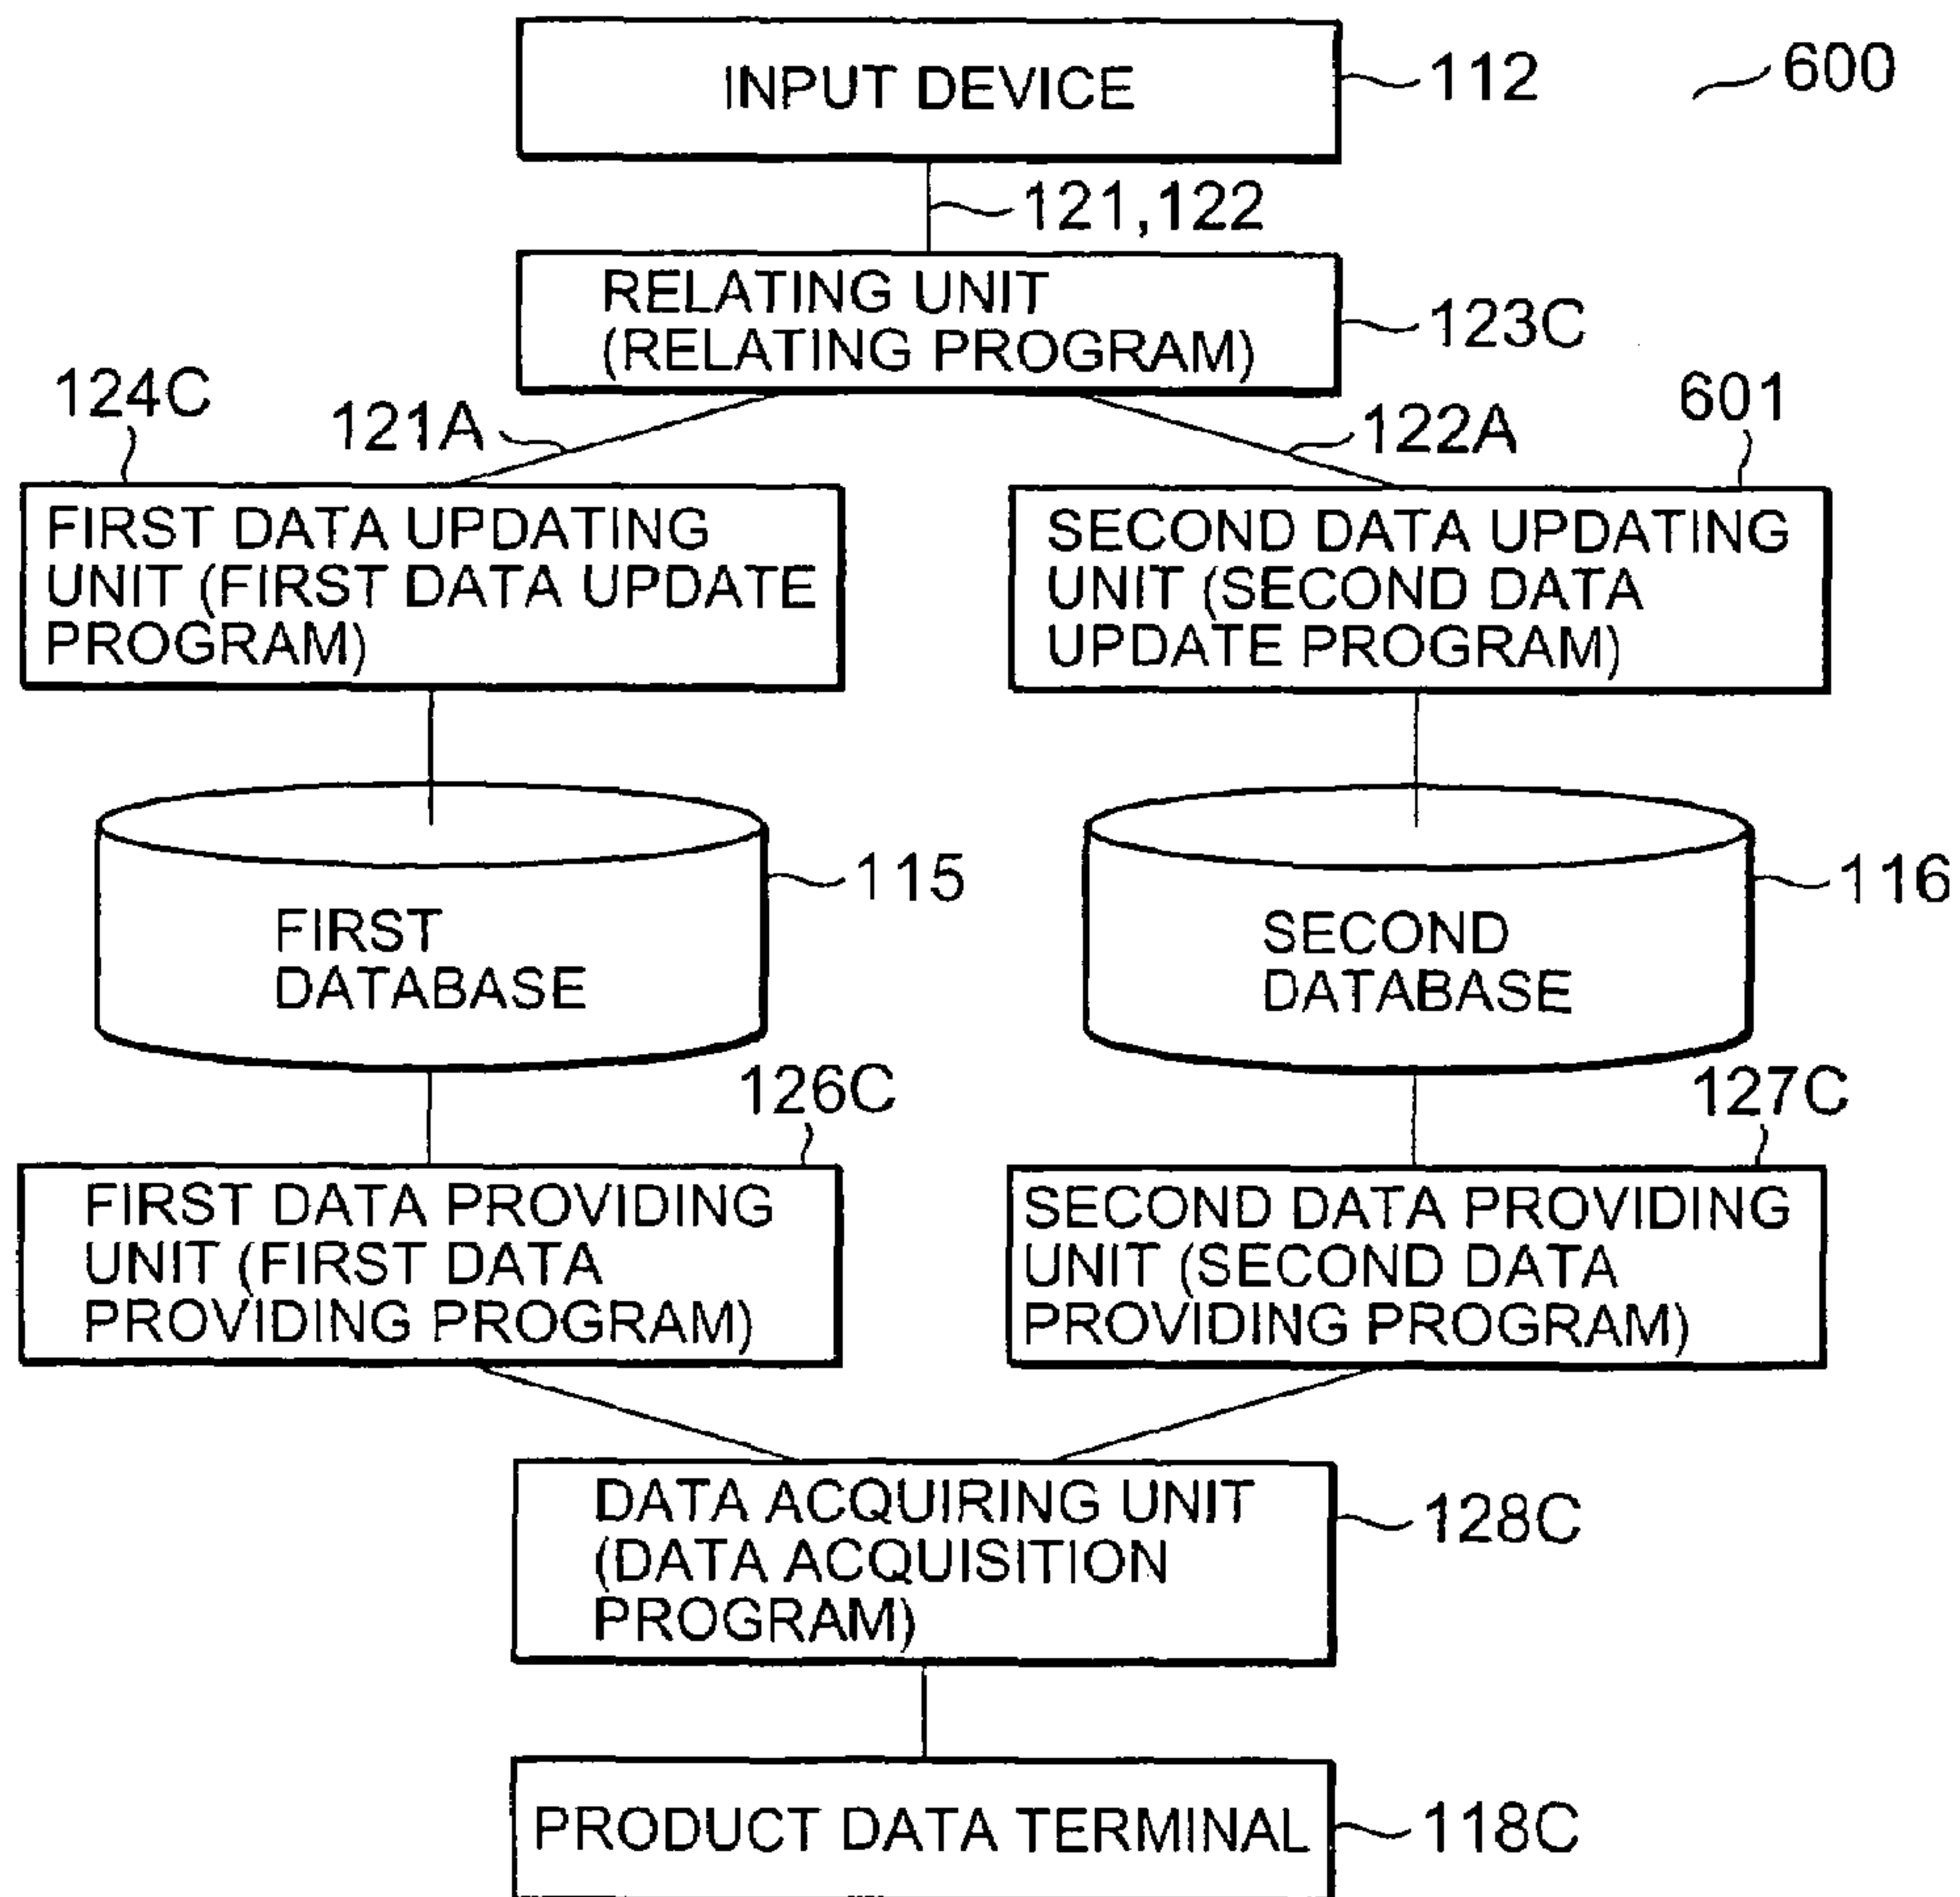 INPUT DEVICE
112
600
121,122
RELATING UNIT
(RELATING PROGRAM)
123C
124C
121A
122A
601
FIRST DATA UPDATING
UNIT (FIRST DATA UPDATE
PROGRAM)
SECOND DATA UPDATING
UNIT (SECOND DATA
UPDATE PROGRAM)
FIRST
DATABASE
115
SECOND
DATABASE
116
126C
127C
FIRST DATA PROVIDING
UNIT (FIRST DATA
PROVIDING PROGRAM)
SECOND DATA PROVIDING
UNIT (SECOND DATA
PROVIDING PROGRAM)
DATA ACQUIRING UNIT
(DATA ACQUISITION
PROGRAM)
128C
PRODUCT DATA TERMINAL
118C